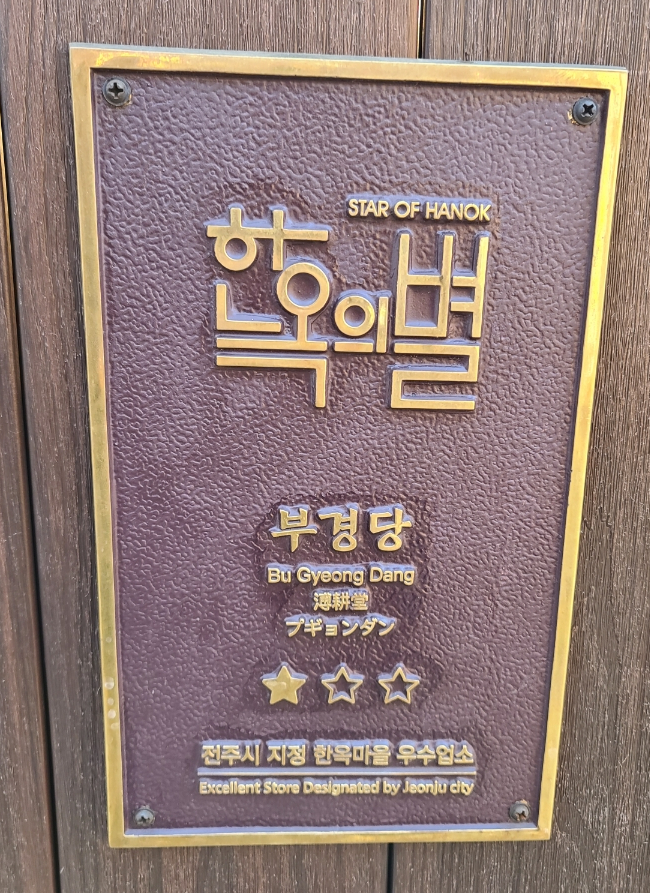 STAR OF HANOK
한옥의별
부경당
Bu Gyeong Dang
溥耕堂
プギョンダン
전주시 지정 한옥마을 우수업소
Excellent Store Designated by Jeonju city